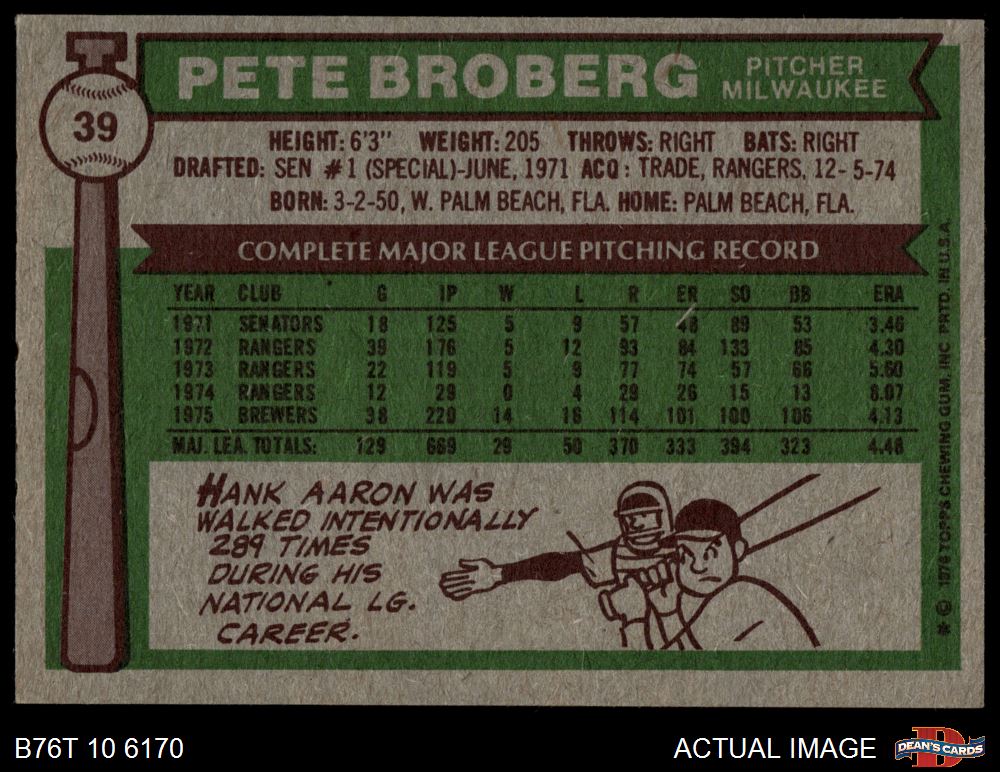 39
PETE BROBERG
PITCHER
MILWAUKEE
HEIGHT: 6'3" WEIGHT: 205 THROWS: RIGHT BATS: RIGHT
DRAFTED: SEN #1 (SPECIAL)-JUNE, 1971 ACQ: TRADE, RANGERS, 12-5-74
BORN: 3-2-50, W. PALM BEACH, FLA. HOME: PALM BEACH, FLA.
COMPLETE MAJOR LEAGUE PITCHING RECORD
YEAR CLUB G IP W L R ER SO BB ERA
1971 SENATORS 18 125 5 9 57 48 89 53 3.46
1972 RANGERS 39 176 5 12 93 84 133 85 4.30
1973 RANGERS 22 119 5 9 77 74 57 66 5.60
1974 RANGERS 12 29 0 4 29 26 15 13 8.07
1975 BREWERS 38 220 14 16 114 101 100 106 4.13
MAJ. LEA. TOTALS: 129 669 29 50 370 333 394 323 4.48
HANK AARON WAS
WALKED INTENTIONALLY
289 TIMES
DURING HIS
NATIONAL LG.
CAREER.
* © 1976 TOPPS CHEWING GUM, INC PRTD. IN U.S.A.
B76T 10 6170
ACTUAL IMAGE
DEAN'S CARDS